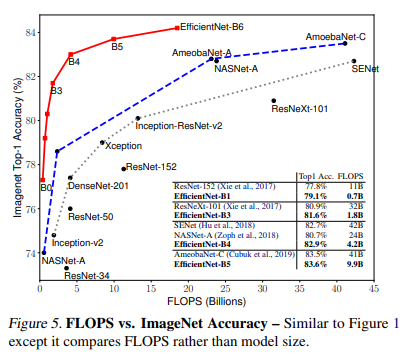 84
82
80
78
76
74
Imagenet Top-1 Accuracy (%)
EfficientNet-B6
AmoebaNet-C
B5
AmoebaNet-A
B4
NASNet-A
SENet
B3
ResNeXt-101
Inception-ResNet-v2
Xception
ResNet-152
B0
DenseNet-201
ResNet-50
Inception-v2
NASNet-A
ResNet-34
Top1 Acc. FLOPS
ResNet-152 (Xie et al., 2017) 77.8% 11B
EfficientNet-B1 79.1% 0.7B
ResNeXt-101 (Xie et al., 2017) 80.9% 32B
EfficientNet-B3 81.6% 1.8B
SENet (Hu et al., 2018) 82.7% 42B
NASNet-A (Zoph et al., 2018) 80.7% 24B
EfficientNet-B4 82.9% 4.2B
AmoebaNet-C (Cubuk et al., 2019) 83.5% 41B
EfficientNet-B5 83.6% 9.9B
0 5 10 15 20 25 30 35 40 45
FLOPS (Billions)
Figure 5. FLOPS vs. ImageNet Accuracy – Similar to Figure 1
except it compares FLOPS rather than model size.